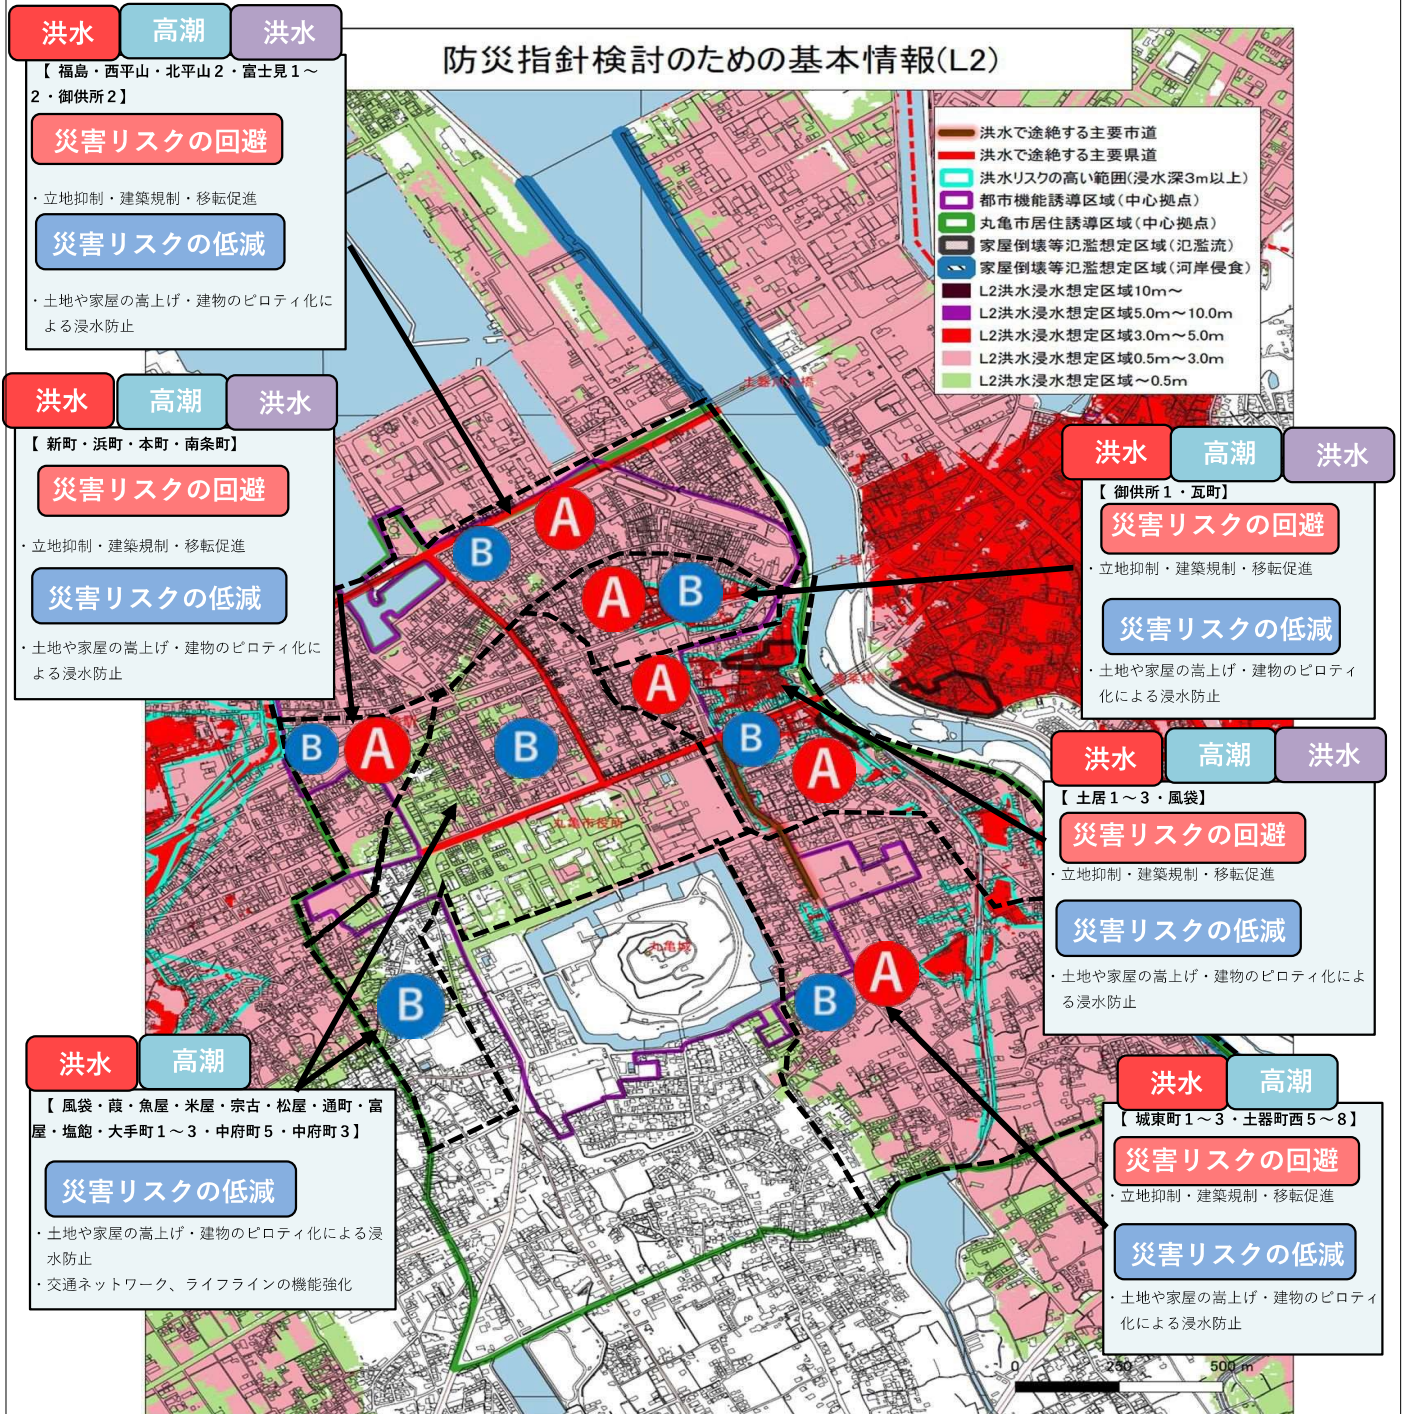 防災指針検討のための基本情報(L2)
洪水 高潮 洪水
【 福島・西平山・北平山2・富士見1～
2・御供所2】
災害リスクの回避
・立地抑制・建築規制・移転促進
災害リスクの低減
・土地や家屋の嵩上げ・建物のピロティ化に
よる浸水防止
洪水で途絶する主要市道
洪水で途絶する主要県道
洪水リスクの高い範囲(浸水深3m以上)
都市機能誘導区域(中心拠点)
丸亀市居住誘導区域(中心拠点)
家屋倒壊等氾濫想定区域(氾濫流)
家屋倒壊等氾濫想定区域(河岸侵食)
L2洪水浸水想定区域10m～
L2洪水浸水想定区域5.0m～10.0m
L2洪水浸水想定区域3.0m～5.0m
L2洪水浸水想定区域0.5m～3.0m
L2洪水浸水想定区域～0.5m
洪水 高潮 洪水
【 新町・浜町・本町・南条町】
災害リスクの回避
・立地抑制・建築規制・移転促進
災害リスクの低減
・土地や家屋の嵩上げ・建物のピロティ化に
よる浸水防止
洪水 高潮 洪水
【 御供所1・瓦町】
災害リスクの回避
・立地抑制・建築規制・移転促進
災害リスクの低減
・土地や家屋の嵩上げ・建物のピロティ
化による浸水防止
A
B
A
B
A
B
A
B
B
A
丸亀市役所
丸亀城
B
B
A
洪水 高潮 洪水
【 土居1～3・風袋】
災害リスクの回避
・立地抑制・建築規制・移転促進
災害リスクの低減
・土地や家屋の嵩上げ・建物のピロティ化によ
る浸水防止
洪水 高潮
【 風袋・葭・魚屋・米屋・宗古・松屋・通町・富
屋・塩飽・大手町1～3・中府町5・中府町3】
災害リスクの低減
・土地や家屋の嵩上げ・建物のピロティ化による浸
水防止
・交通ネットワーク、ライフラインの機能強化
洪水 高潮
【 城東町1～3・土器町西5～8】
災害リスクの回避
・立地抑制・建築規制・移転促進
災害リスクの低減
・土地や家屋の嵩上げ・建物のピロティ
化による浸水防止
0 250 500 m